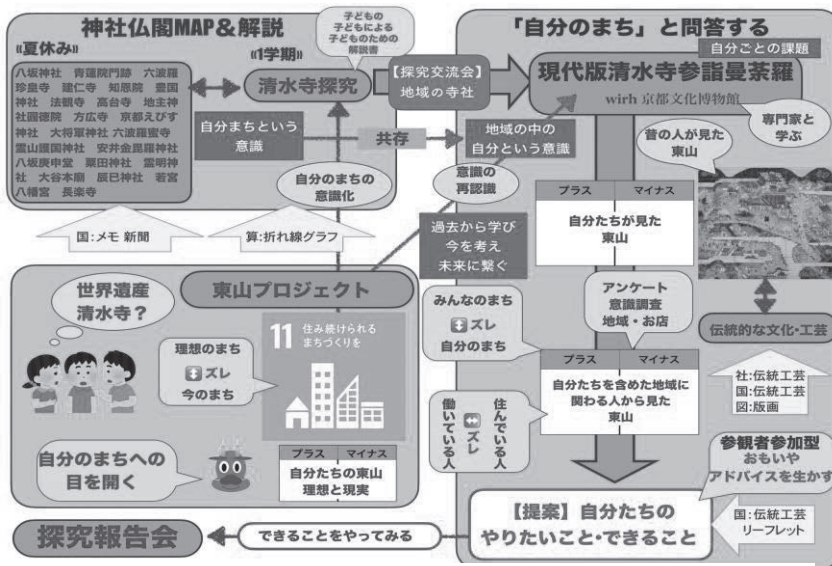 神社仏閣MAP&解説
子どもの
子どもによる
子どものための
解説書
«夏休み»
«1学期»
八坂神社 青蓮院門跡 六波羅
珍皇寺 建仁寺 知恩院 豊国
神社 法観寺 高台寺 地主神
社圓徳院 方広寺 京都えびす
神社 大将軍神社 六波羅蜜寺
霊山護国神社 安井金毘羅神社
八坂庚申堂 粟田神社 霊明神
社 大谷本廟 辰巳神社 若宮
八幡宮 長楽寺
清水寺探究
自分まちという
意識
共存
自分のまちの
意識化
国:メモ 新聞
算:折れ線グラフ
【探究交流会】
地域の寺社
「自分のまち」と問答する
自分ごとの課題
現代版清水寺参詣曼荼羅
wirh 京都文化博物館
専門家と
学ぶ
昔の人が見た
東山
地域の中の
自分という意識
意識の
再認識
過去から学び
今を考え
未来に繋ぐ
プラス マイナス
自分たちが見た
東山
アンケート
意識調査
地域・お店
みんなのまち
ズレ
自分のまち
伝統的な文化・工芸
プラス マイナス
自分たちを含めた地域に
関わる人から見た
東山
住んでいる人
ズレ
働いている人
社:伝統工芸
国:伝統工芸
図:版画
参観者参加型
おもいや
アドバイスを生かす
東山プロジェクト
世界遺産
清水寺?
理想のまち
ズレ
今のまち
11 住み続けられる
まちづくりを
自分のまちへの
目を開く
プラス マイナス
自分たちの東山
理想と現実
【提案】自分たちの
やりたいこと・できること
国:伝統工芸
リーフレット
できることをやってみる
探究報告会